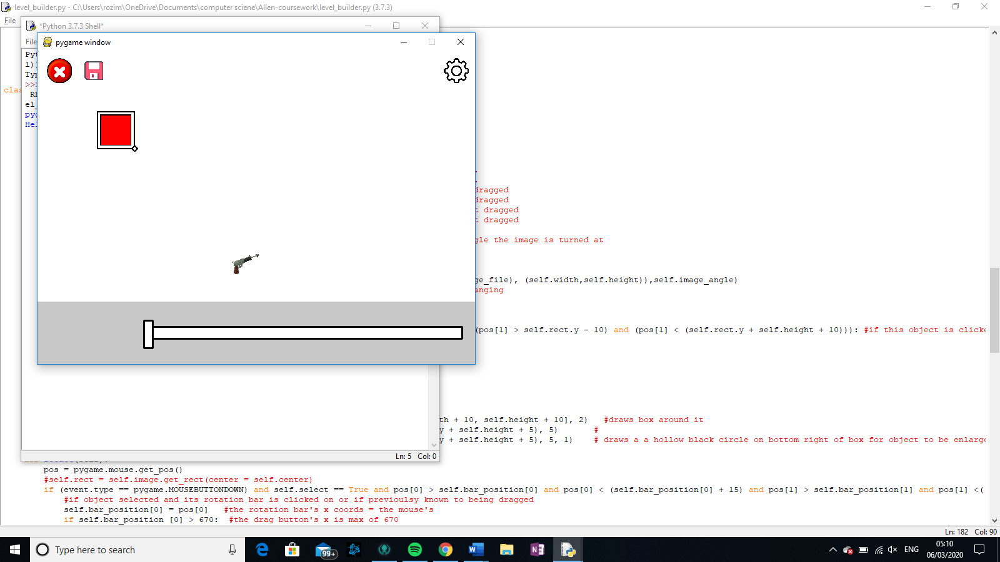 level_builder.py - C:\Users\rozim\OneDrive\Documents\computer sciene\Allen-coursework\level_builder.py (3.7.3)
File
*Python 3.7.3 Shell*
File
pygame window
Pyt
l)]
Typ
>>>
RE
el_
pyg
Hel
clas
dragged
dragged
t dragged
t dragged
gle the image is turned at
ge_file), (self.width,self.height)),self.image_angle)
anging
(pos[1] > self.rect.y - 10) and (pos[1] < (self.rect.y + self.height + 10))): #if this object is clicke
th + 10, self.height + 10], 2) #draws box around it
y + self.height + 5), 5) #
y + self.height + 5), 5, 1) # draws a a hollow black circle on bottom right of box for object to be enlarge
Ln: 5 Col: 0
pos = pygame.mouse.get_pos()
#self.rect = self.image.get_rect(center = self.center)
if (event.type == pygame.MOUSEBUTTONDOWN) and self.select == True and pos[0] > self.bar_position[0] and pos[0] < (self.bar_position[0] + 15) and pos[1] > self.bar_position[1] and pos[1] <(
#if object selected and its rotation bar is clicked on or if previoulsy known to being dragged
self.bar_position[0] = pos[0] #the rotation bar's x coords = the mouse's
if self.bar_position [0] > 670: #the drag button's x is max of 670
Ln: 182 Col: 90
Type here to search
99+
ENG
05:10
06/03/2020